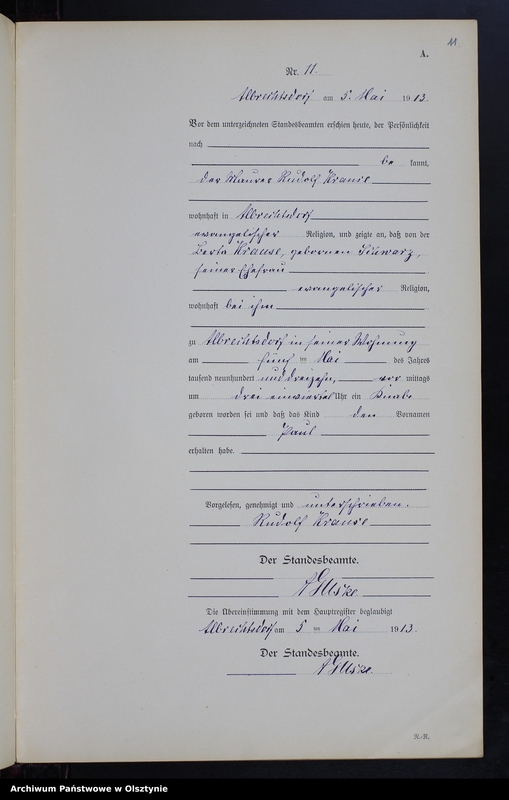 11
A.
Nr. 11.
Albrechtsdorf am 5. Mai 1913.
Vor dem unterzeichneten Standesbeamten erschien heute, der Persönlichkeit
nach
be kannt,
der Maurer Rudolf Krause
wohnhaft in Albrechtsdorf
evangelischer Religion, und zeigte an, daß von der
Berta Krause, gebornen Schwarz,
seiner Ehefrau
evangelischer Religion,
wohnhaft bei ihm
zu Albrechtsdorf in seiner Wohnung
am fünf ten Mai des Jahres
tausend neunhundert und dreizehn, vor mittags
um drei einviertel Uhr ein Knabe
geboren worden sei und daß das Kind den Vornamen
Paul
erhalten habe.
Vorgelesen, genehmigt und unterschrieben.
Rudolf Krause
Der Standesbeamte.
Die Übereinstimmung mit dem Hauptregister beglaubigt
Albrechtsdorf am 5 ten Mai 1913.
Der Standesbeamte.
Archiwum Państwowe w Olsztynie